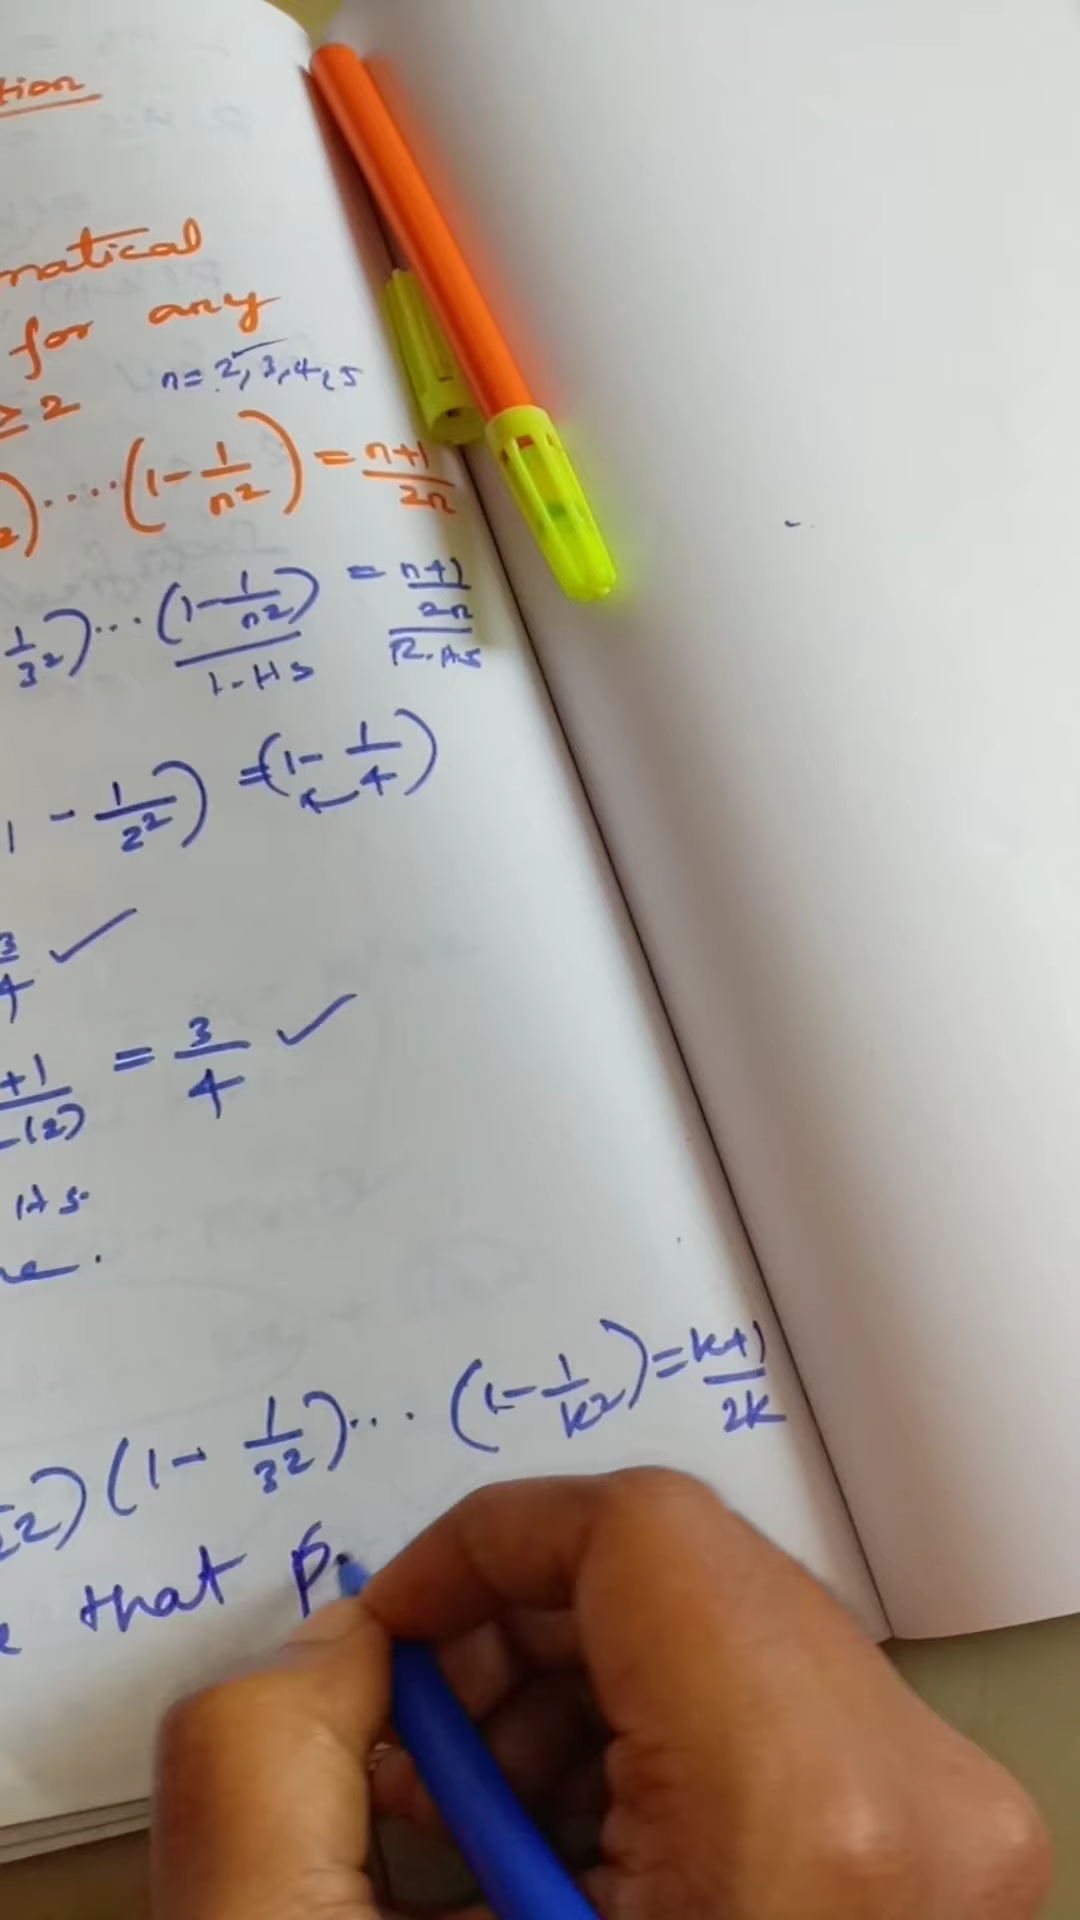 tion
matical
for any
≥ 2 n = 2, 3, 4, 5
2) .... (1 - 1/n²) = n+1/2n
1/3²) ... (1 - 1/n²) = n+1/2n
L.H.S R.H.S
1 - 1/2²) = (1 - 1/4)
3/4 ✓
+1/(2) = 3/4 ✓
H.S.
2) (1 - 1/3²) ... (1 - 1/k²) = k+1/2k
that P